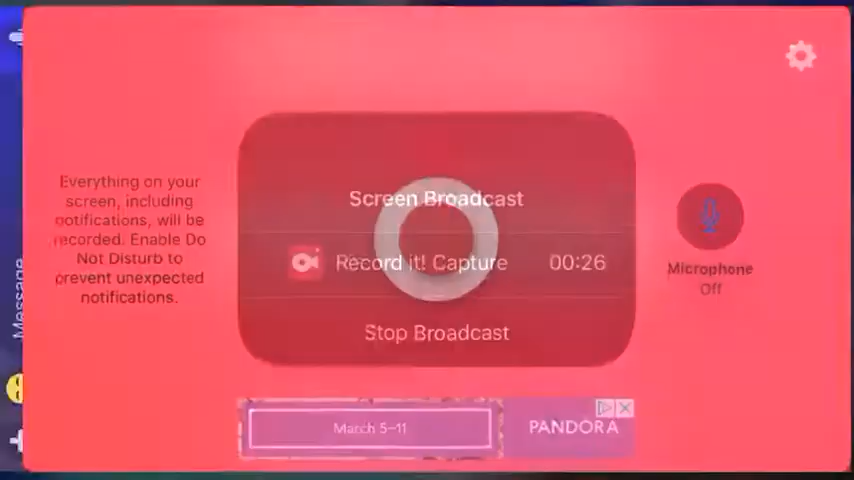 Everything on your
screen, including
notifications, will be
recorded. Enable Do
Not Disturb to
prevent unexpected
notifications.
Screen Broadcast
Record it! Capture 00:26
Stop Broadcast
Microphone
Off
Message
March 5–11
PANDORA